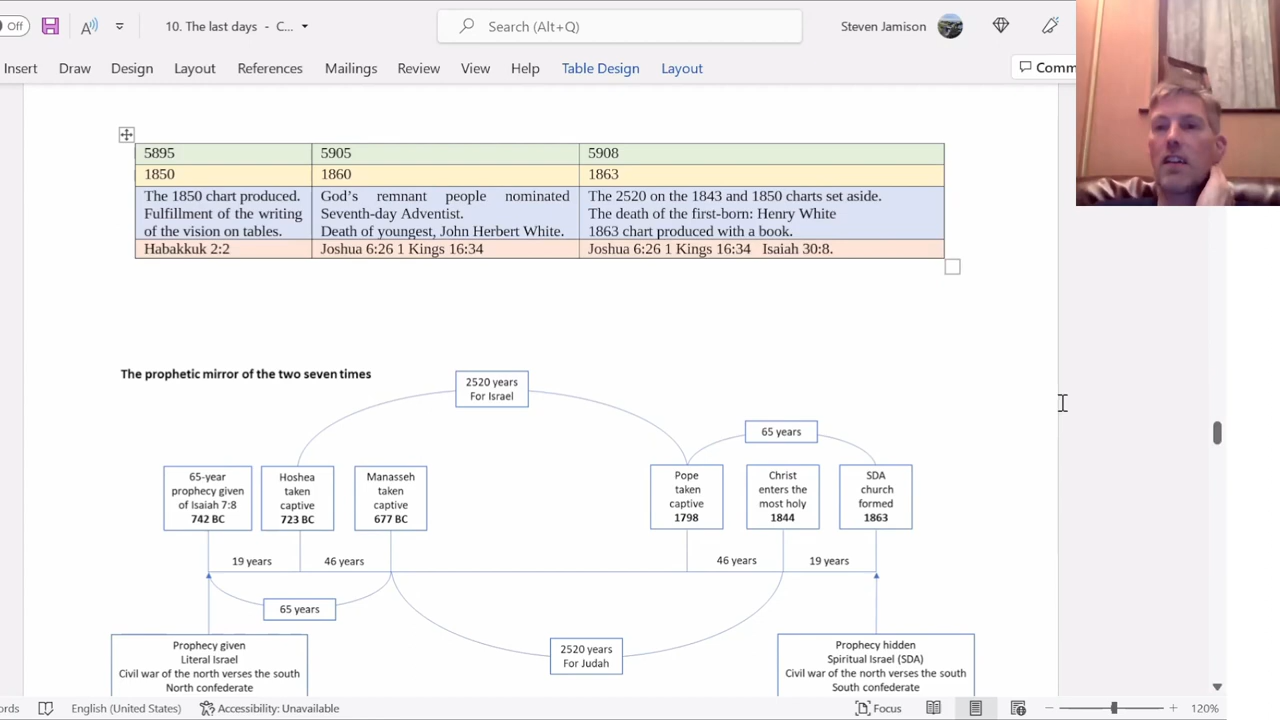 Off
10. The last days - C...
Search (Alt+Q)
Steven Jamison
Insert Draw Design Layout References Mailings Review View Help Table Design Layout
5895 5905 5908
1850 1860 1863
The 1850 chart produced. God's remnant people nominated The 2520 on the 1843 and 1850 charts set aside.
Fulfillment of the writing Seventh-day Adventist. The death of the first-born: Henry White
of the vision on tables. Death of youngest, John Herbert White. 1863 chart produced with a book.
Habakkuk 2:2 Joshua 6:26 1 Kings 16:34 Joshua 6:26 1 Kings 16:34 Isaiah 30:8.
The prophetic mirror of the two seven times
2520 years
For Israel
65 years
65-year
prophecy given
of Isaiah 7:8
742 BC
Hoshea
taken
captive
723 BC
Manasseh
taken
captive
677 BC
Pope
taken
captive
1798
Christ
enters the
most holy
1844
SDA
church
formed
1863
19 years 46 years 46 years 19 years
65 years
2520 years
For Judah
Prophecy given
Literal Israel
Civil war of the north verses the south
North confederate
Prophecy hidden
Spiritual Israel (SDA)
Civil war of the north verses the south
South confederate
English (United States) Accessibility: Unavailable Focus 120%